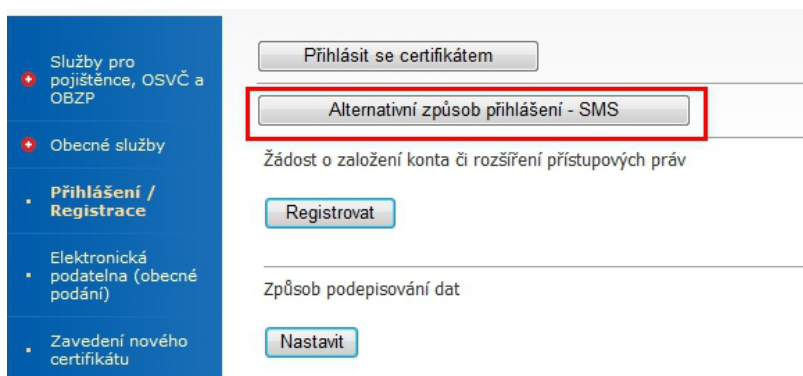 Služby pro
pojištěnce, OSVČ a
OBZP
Obecné služby
Přihlášení /
Registrace
Elektronická
podatelna (obecné
podání)
Zavedení nového
certifikátu
Přihlásit se certifikátem
Alternativní způsob přihlášení - SMS
Žádost o založení konta či rozšíření přístupových práv
Registrovat
Způsob podepisování dat
Nastavit